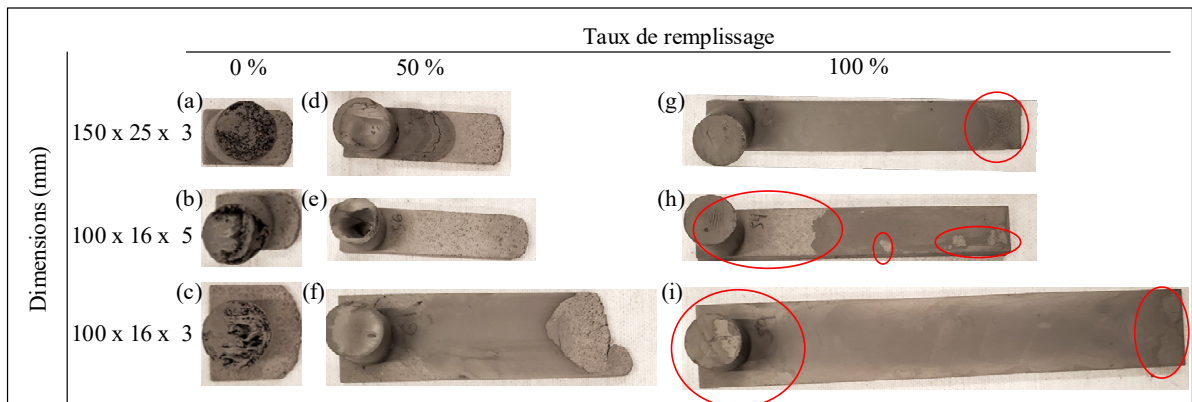 Taux de remplissage
0 % 50 % 100 %
Dimensions (mm)
(a) (d) (g)
150 x 25 x 3
(b) (e) (h)
100 x 16 x 5
(c) (f) (i)
100 x 16 x 3